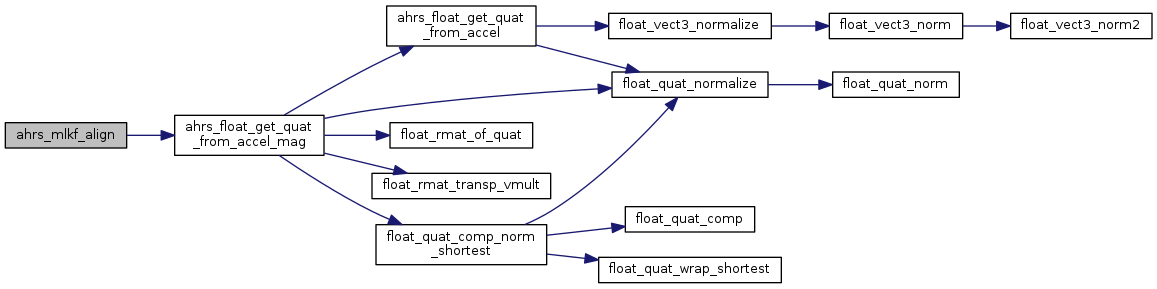 ahrs_mlkf_align
ahrs_float_get_quat
_from_accel_mag
ahrs_float_get_quat
_from_accel
float_vect3_normalize
float_vect3_norm
float_vect3_norm2
float_quat_normalize
float_quat_norm
float_rmat_of_quat
float_rmat_transp_vmult
float_quat_comp_norm
_shortest
float_quat_comp
float_quat_wrap_shortest